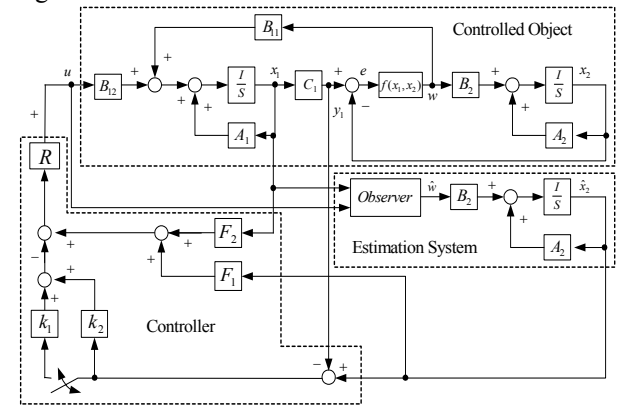 B₁₁
Controlled Object
u
B₁₂
+
+
+
+
I
S
x₁
C₁
+
e
−
y₁
f(x₁,x₂)
w
B₂
+
+
I
S
x₂
A₁
A₂
+
R
Observer
ŵ
B₂
+
+
I
S
x̂₂
A₂
Estimation System
−
+
+
+
F₂
F₁
+
+
k₁
k₂
Controller
−
+